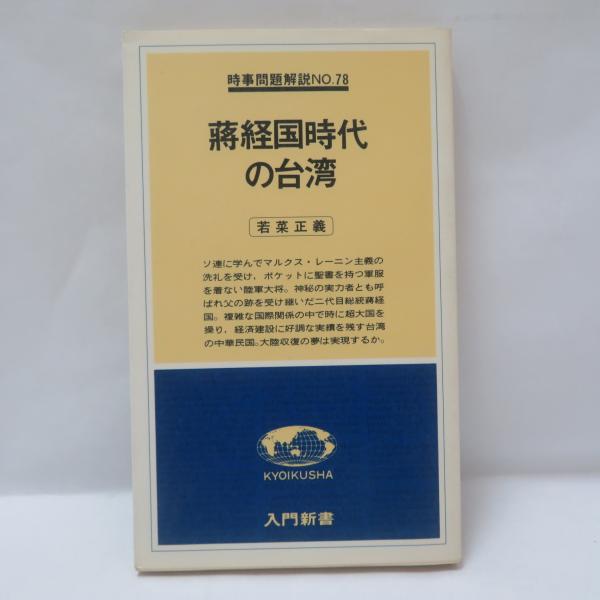 時事問題解説NO.78
蔣経国時代
の台湾
若菜正義
ソ連に学んでマルクス・レーニン主義の
洗礼を受け，ポケットに聖書を持つ軍服
を着ない陸軍大将。神秘の実力者とも呼
ばれ父の跡を受け継いだ二代目総統蔣経
国。複雑な国際関係の中で時に超大国を
操り，経済建設に好調な実績を残す台湾
の中華民国。大陸収復の夢は実現するか。
KYOIKUSHA
入門新書